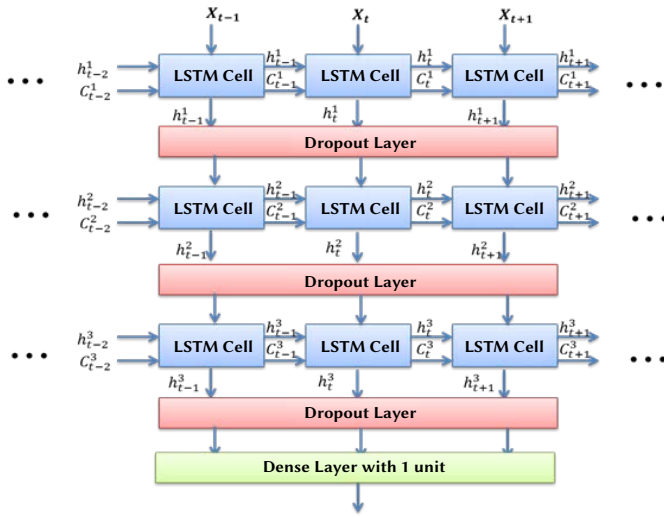 X_{t−1} X_t X_{t+1}
h^1_{t−2} LSTM Cell h^1_{t−1} LSTM Cell h^1_t LSTM Cell h^1_{t+1}
... C^1_{t−2} C^1_{t−1} C^1_t C^1_{t+1} ...
h^1_{t−1} h^1_t h^1_{t+1}
Dropout Layer
h^2_{t−2} LSTM Cell h^2_{t−1} LSTM Cell h^2_t LSTM Cell h^2_{t+1}
... C^2_{t−2} C^2_{t−1} C^2_t C^2_{t+1} ...
h^2_{t−1} h^2_t h^2_{t+1}
Dropout Layer
h^3_{t−2} LSTM Cell h^3_{t−1} LSTM Cell h^3_t LSTM Cell h^3_{t+1}
... C^3_{t−2} C^3_{t−1} C^3_t C^3_{t+1} ...
h^3_{t−1} h^3_t h^3_{t+1}
Dropout Layer
Dense Layer with 1 unit